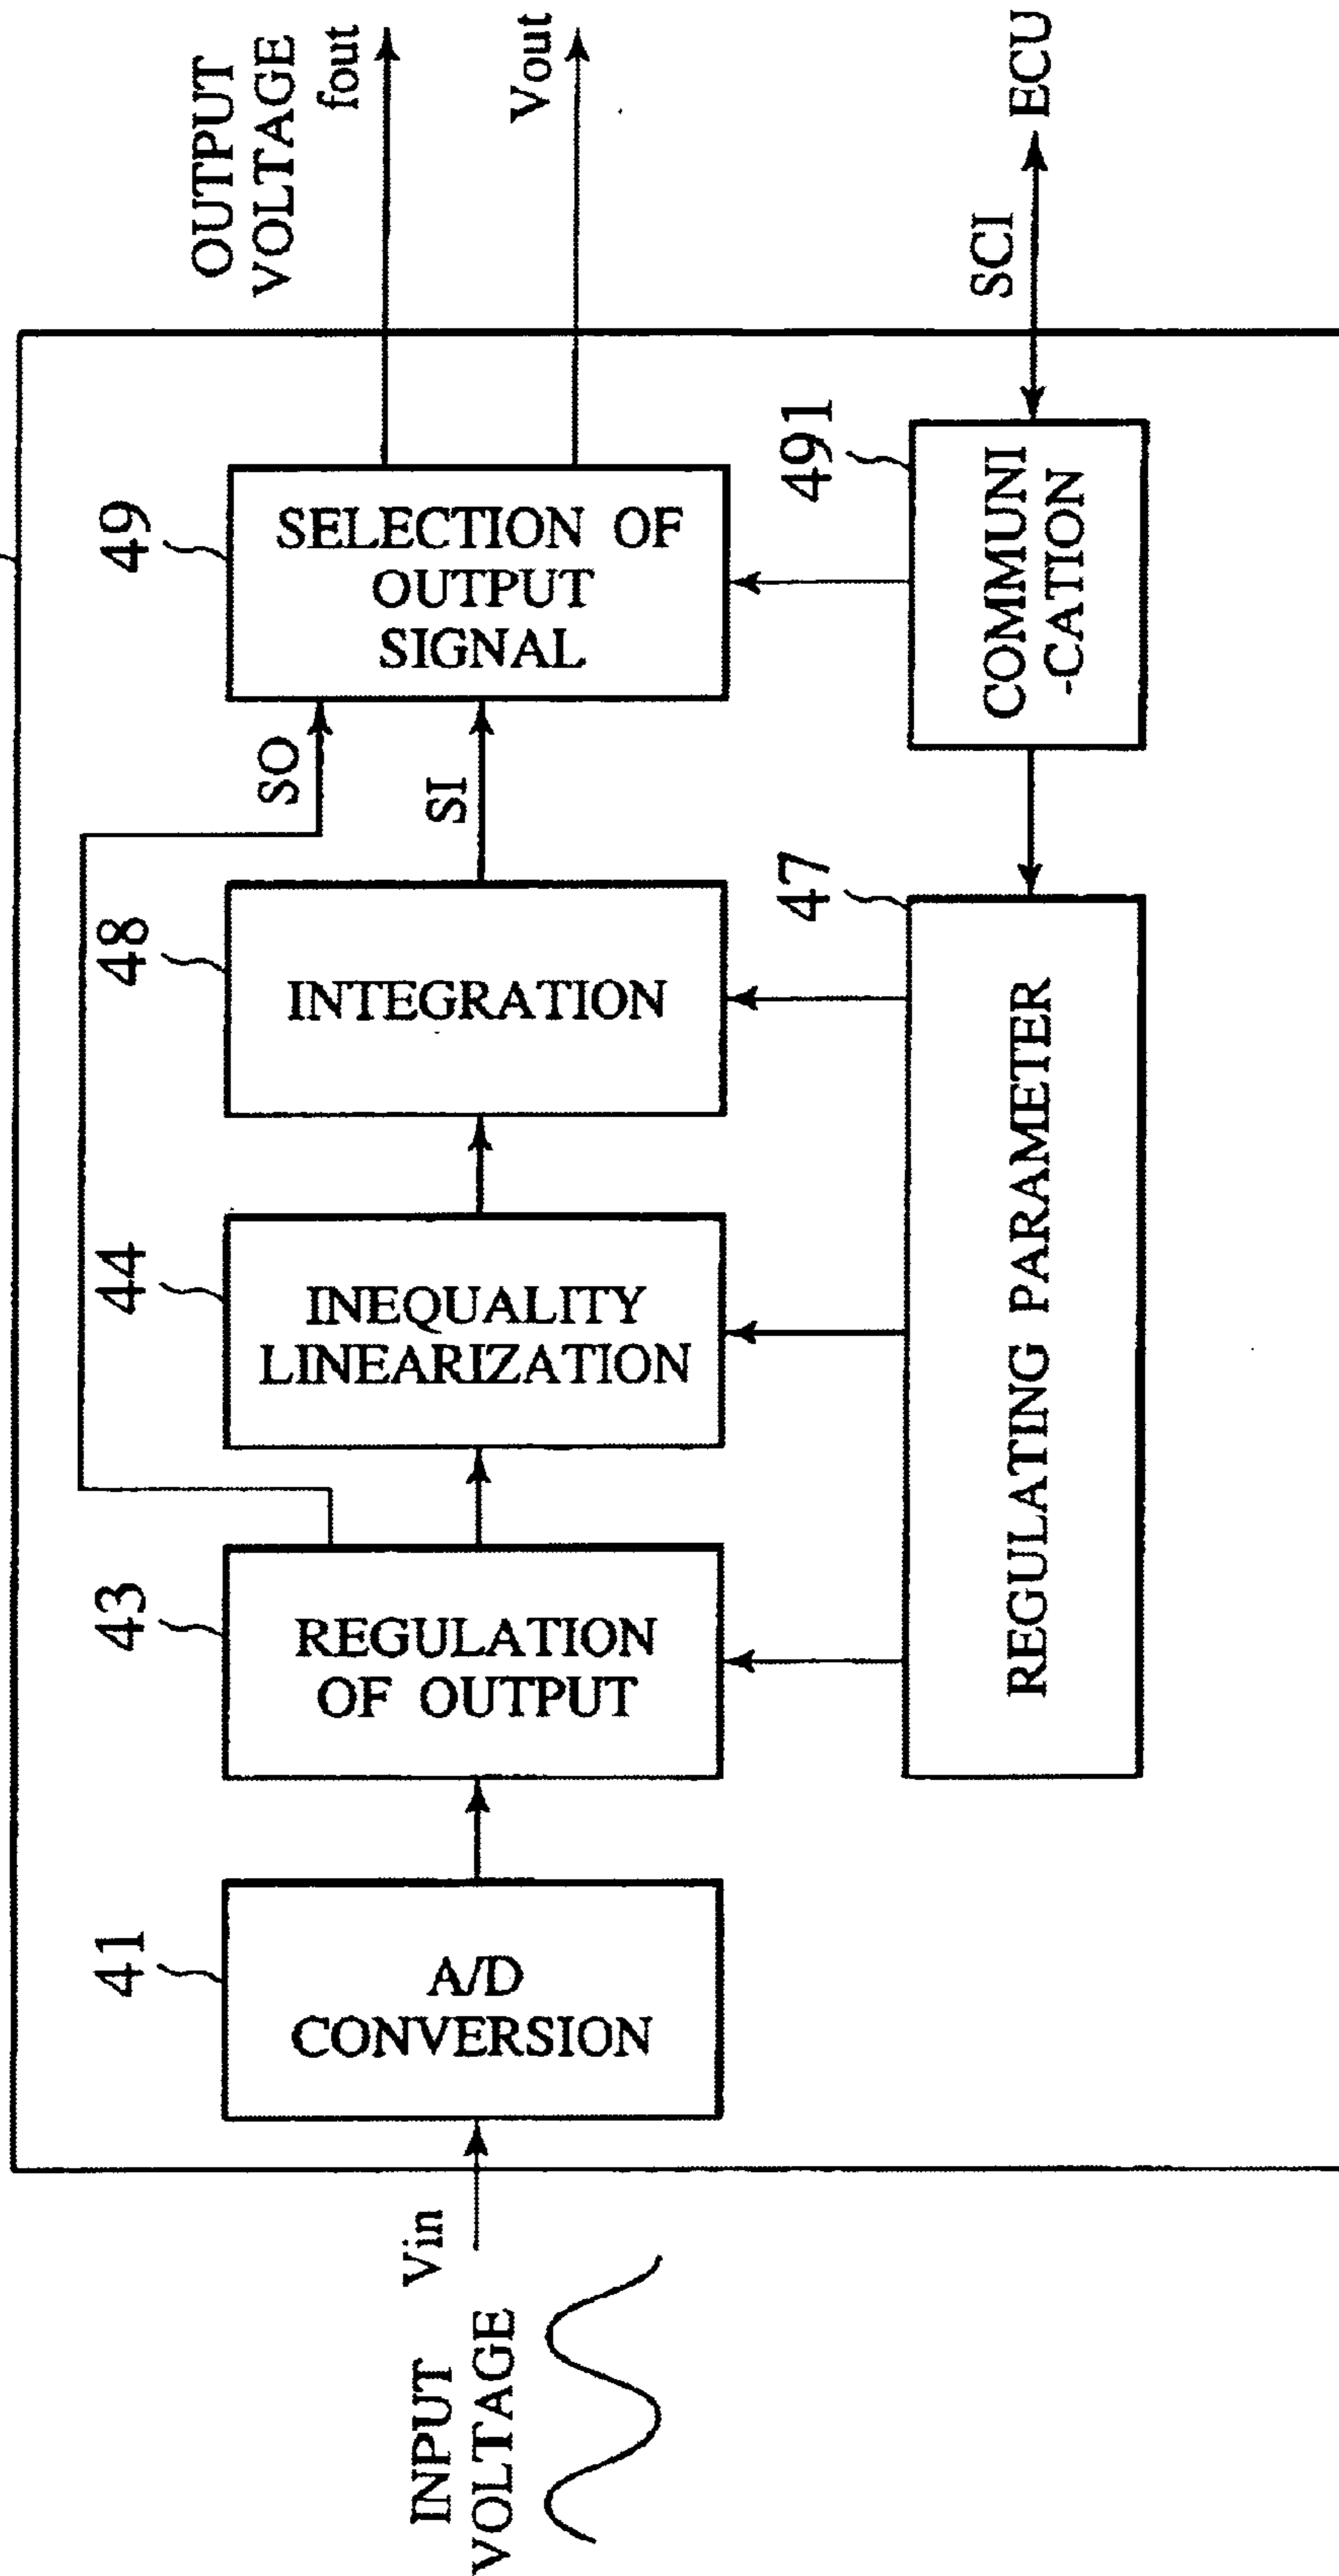 INPUT
VOLTAGE
Vin
41
A/D
CONVERSION
43
REGULATION
OF OUTPUT
44
INEQUALITY
LINEARIZATION
48
INTEGRATION
SO
SI
49
SELECTION OF
OUTPUT
SIGNAL
OUTPUT
VOLTAGE
fout
Vout
47
REGULATING PARAMETER
491
COMMUNI
-CATION
SCI
ECU